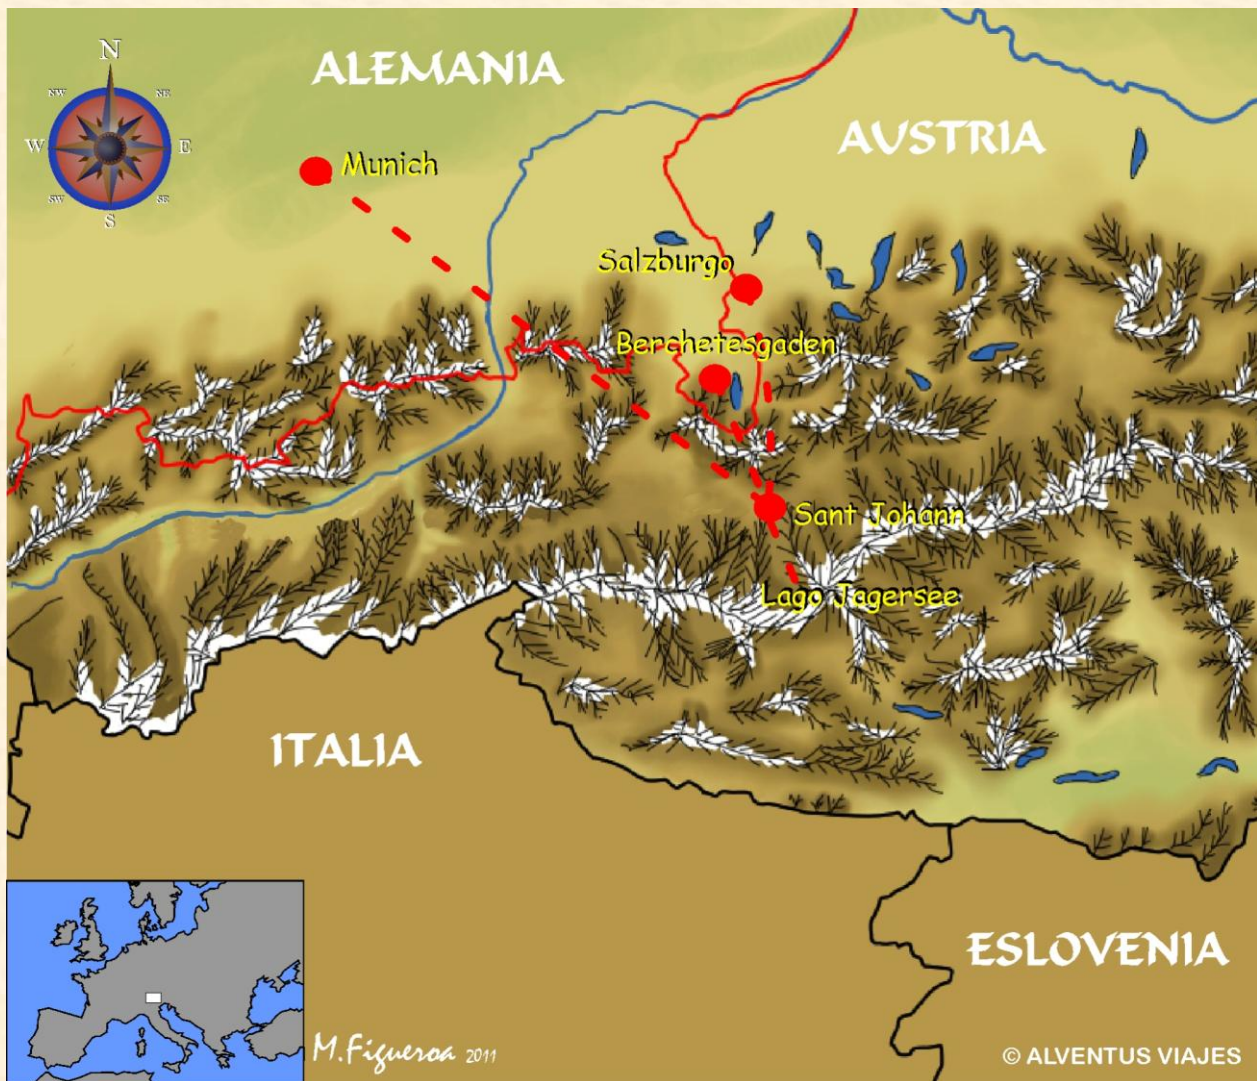 N
NW
NE
W
E
SW
SE
S
ALEMANIA
AUSTRIA
Munich
Salzburgo
Berchetesgaden
Sant Johann
Lago Jagersee
ITALIA
ESLOVENIA
M.Figueroa 2011
© ALVENTUS VIAJES